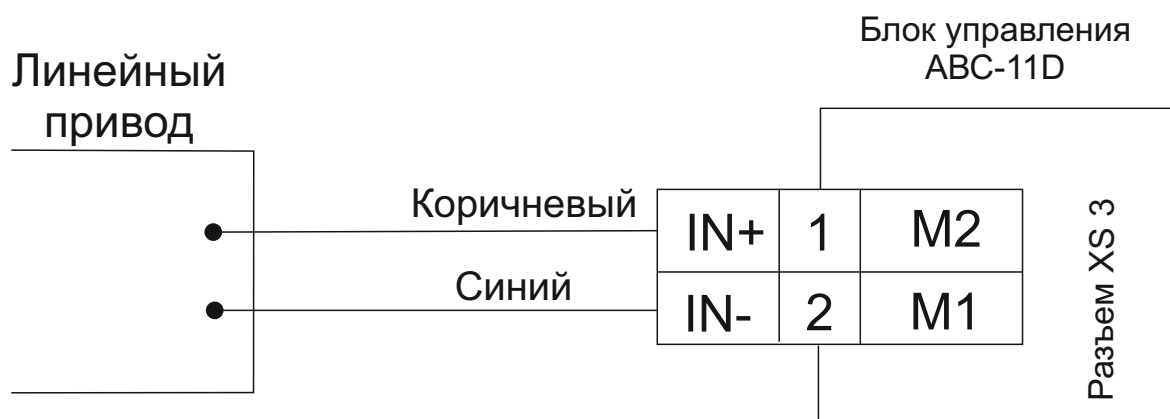 Блок управления
ABC-11D
Линейный
привод
Коричневый
IN+ 1 M2
Синий
IN- 2 M1
Разъем XS 3